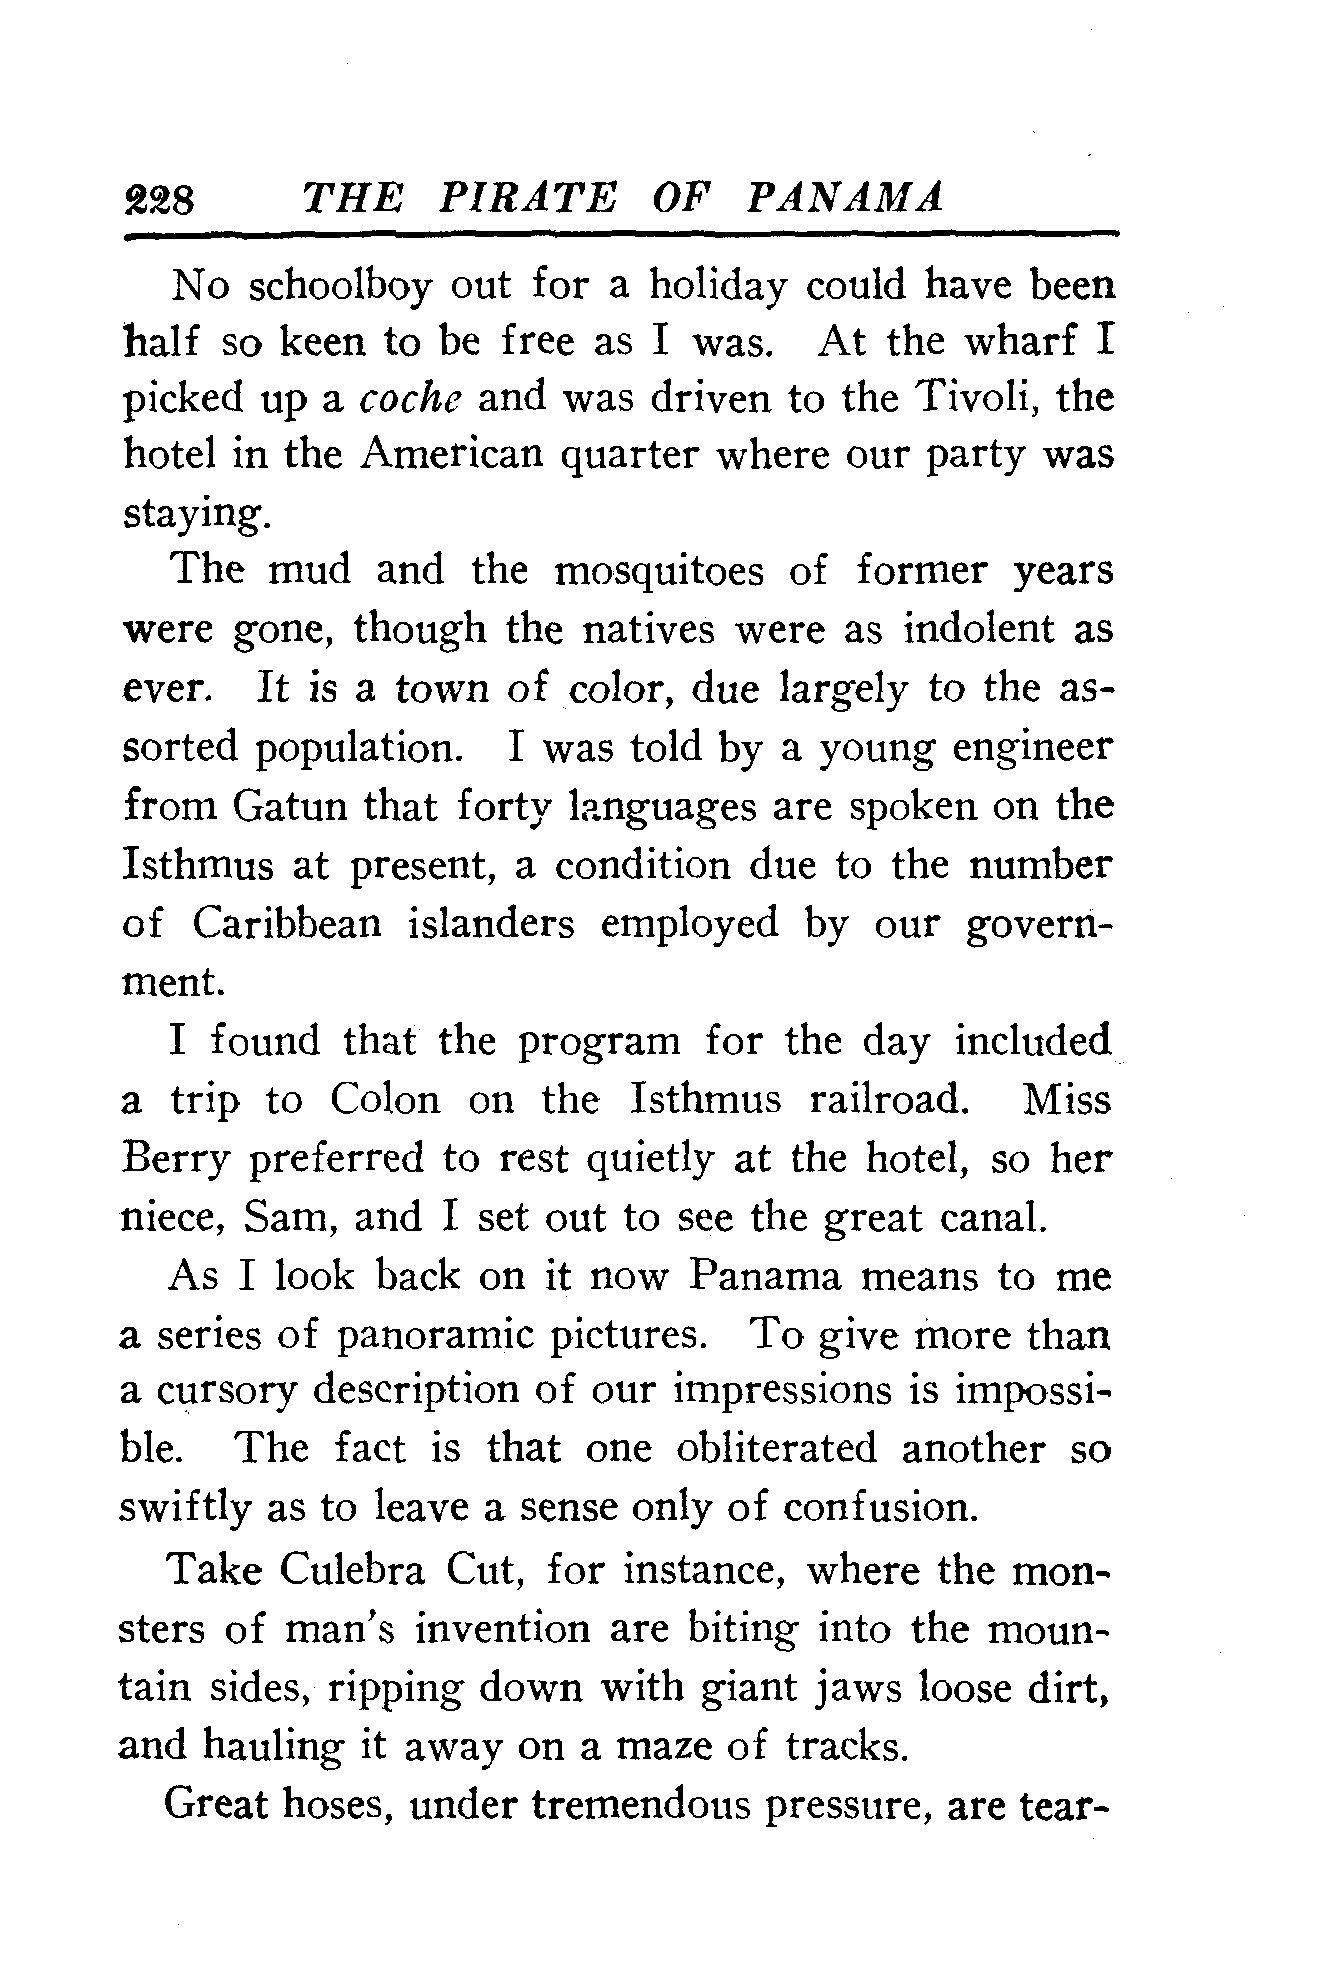 228 THE PIRATE OF PANAMA
No schoolboy out for a holiday could have been
half so keen to be free as I was. At the wharf I
picked up a coche and was driven to the Tivoli, the
hotel in the American quarter where our party was
staying.
The mud and the mosquitoes of former years
were gone, though the natives were as indolent as
ever. It is a town of color, due largely to the as-
sorted population. I was told by a young engineer
from Gatun that forty languages are spoken on the
Isthmus at present, a condition due to the number
of Caribbean islanders employed by our govern-
ment.
I found that the program for the day included
a trip to Colon on the Isthmus railroad. Miss
Berry preferred to rest quietly at the hotel, so her
niece, Sam, and I set out to see the great canal.
As I look back on it now Panama means to me
a series of panoramic pictures. To give more than
a cursory description of our impressions is impossi-
ble. The fact is that one obliterated another so
swiftly as to leave a sense only of confusion.
Take Culebra Cut, for instance, where the mon-
sters of man's invention are biting into the moun-
tain sides, ripping down with giant jaws loose dirt,
and hauling it away on a maze of tracks.
Great hoses, under tremendous pressure, are tear-